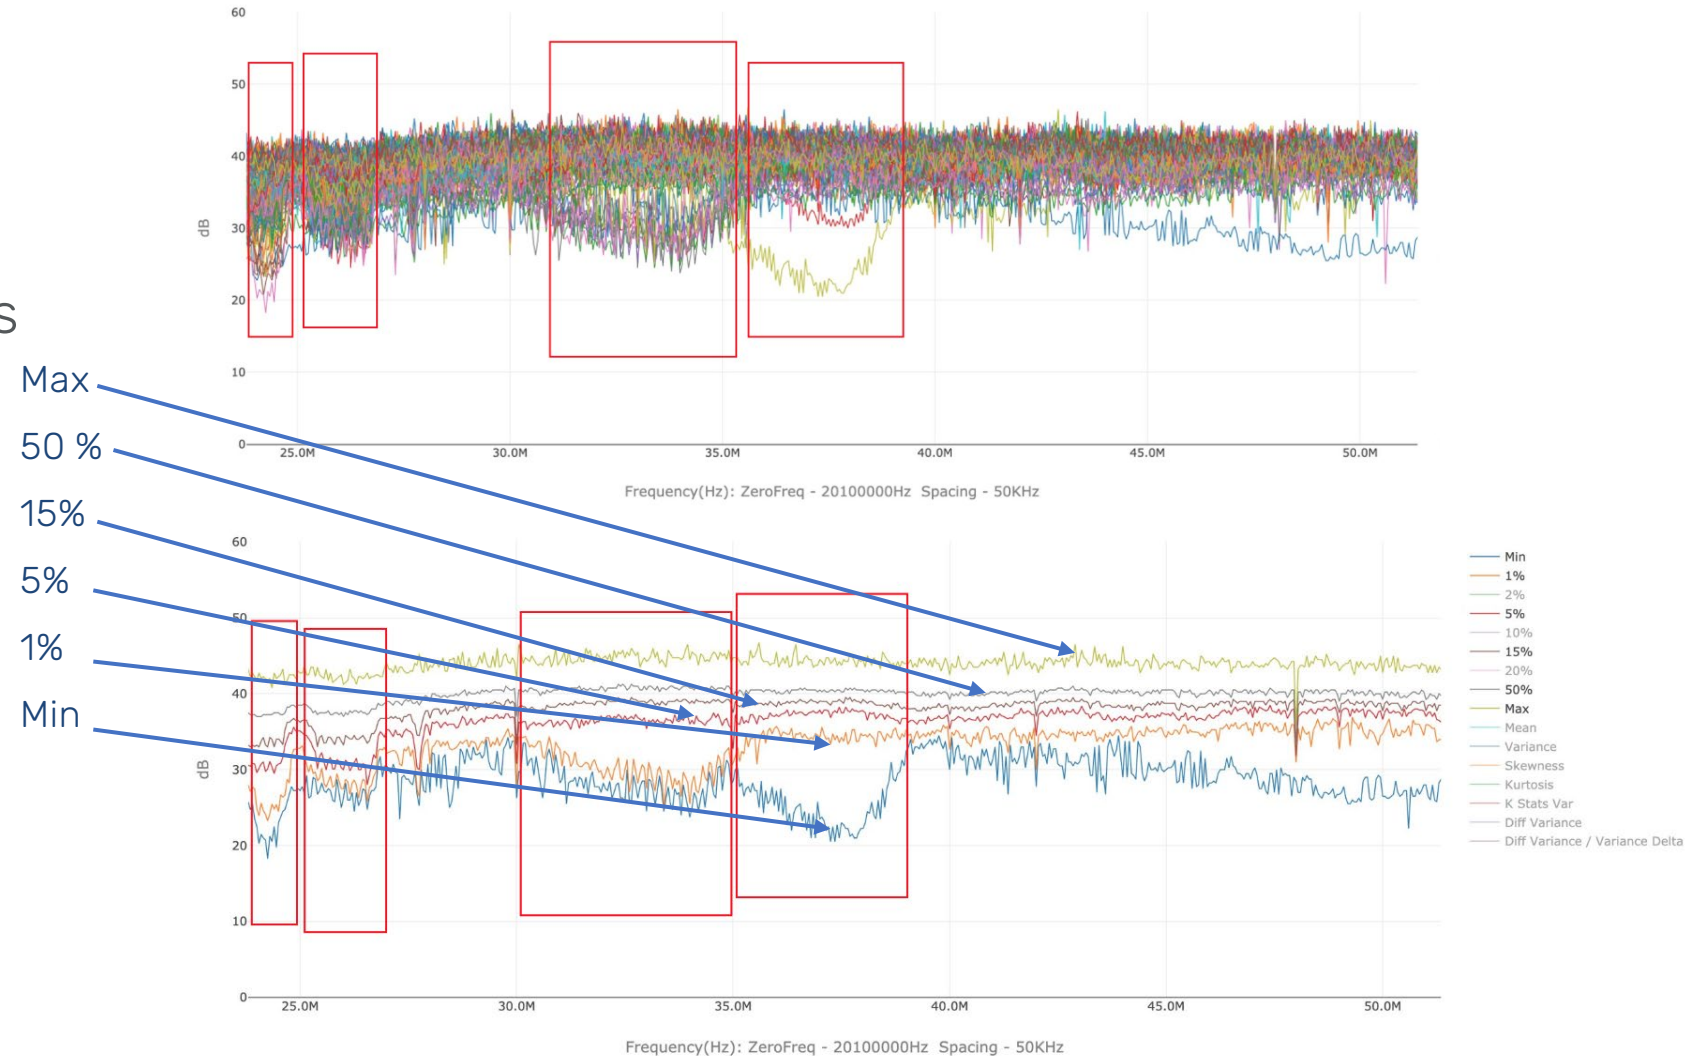 60
50
40
30
20
10
0
dB
25.0M 30.0M 35.0M 40.0M 45.0M 50.0M
Frequency(Hz): ZeroFreq - 20100000Hz Spacing - 50KHz
s
Max
50 %
15%
5%
1%
Min
60
50
40
30
20
10
0
dB
25.0M 30.0M 35.0M 40.0M 45.0M 50.0M
Frequency(Hz): ZeroFreq - 20100000Hz Spacing - 50KHz
Min
1%
2%
5%
10%
15%
20%
50%
Max
Mean
Variance
Skewness
Kurtosis
K Stats Var
Diff Variance
Diff Variance / Variance Delta